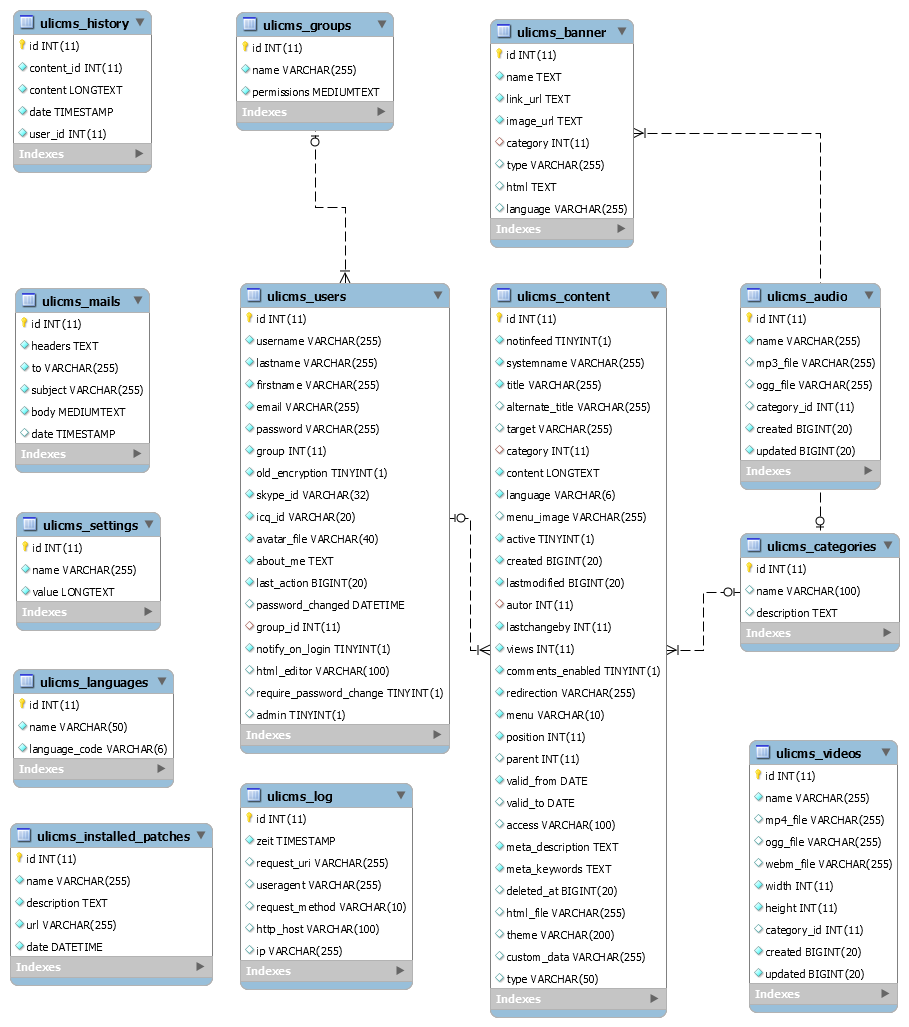 ulicms_history
id INT(11)
content_id INT(11)
content LONGTEXT
date TIMESTAMP
user_id INT(11)
Indexes
ulicms_groups
id INT(11)
name VARCHAR(255)
permissions MEDIUMTEXT
Indexes
ulicms_banner
id INT(11)
name TEXT
link_url TEXT
image_url TEXT
category INT(11)
type VARCHAR(255)
html TEXT
language VARCHAR(255)
Indexes
ulicms_mails
id INT(11)
headers TEXT
to VARCHAR(255)
subject VARCHAR(255)
body MEDIUMTEXT
date TIMESTAMP
Indexes
ulicms_users
id INT(11)
username VARCHAR(255)
lastname VARCHAR(255)
firstname VARCHAR(255)
email VARCHAR(255)
password VARCHAR(255)
group INT(11)
old_encryption TINYINT(1)
skype_id VARCHAR(32)
icq_id VARCHAR(20)
avatar_file VARCHAR(40)
about_me TEXT
last_action BIGINT(20)
password_changed DATETIME
group_id INT(11)
notify_on_login TINYINT(1)
html_editor VARCHAR(100)
require_password_change TINYINT(1)
admin TINYINT(1)
Indexes
ulicms_content
id INT(11)
notinfeed TINYINT(1)
systemname VARCHAR(255)
title VARCHAR(255)
alternate_title VARCHAR(255)
target VARCHAR(255)
category INT(11)
content LONGTEXT
language VARCHAR(6)
menu_image VARCHAR(255)
active TINYINT(1)
created BIGINT(20)
lastmodified BIGINT(20)
autor INT(11)
lastchangeby INT(11)
views INT(11)
comments_enabled TINYINT(1)
redirection VARCHAR(255)
menu VARCHAR(10)
position INT(11)
parent INT(11)
valid_from DATE
valid_to DATE
access VARCHAR(100)
meta_description TEXT
meta_keywords TEXT
deleted_at BIGINT(20)
html_file VARCHAR(255)
theme VARCHAR(200)
custom_data VARCHAR(255)
type VARCHAR(50)
Indexes
ulicms_audio
id INT(11)
name VARCHAR(255)
mp3_file VARCHAR(255)
ogg_file VARCHAR(255)
category_id INT(11)
created BIGINT(20)
updated BIGINT(20)
Indexes
ulicms_settings
id INT(11)
name VARCHAR(255)
value LONGTEXT
Indexes
ulicms_categories
id INT(11)
name VARCHAR(100)
description TEXT
Indexes
ulicms_languages
id INT(11)
name VARCHAR(50)
language_code VARCHAR(6)
Indexes
ulicms_videos
id INT(11)
name VARCHAR(255)
mp4_file VARCHAR(255)
ogg_file VARCHAR(255)
webm_file VARCHAR(255)
width INT(11)
height INT(11)
category_id INT(11)
created BIGINT(20)
updated BIGINT(20)
Indexes
ulicms_log
id INT(11)
zeit TIMESTAMP
request_uri VARCHAR(255)
useragent VARCHAR(255)
request_method VARCHAR(10)
http_host VARCHAR(100)
ip VARCHAR(255)
Indexes
ulicms_installed_patches
id INT(11)
name VARCHAR(255)
description TEXT
url VARCHAR(255)
date DATETIME
Indexes